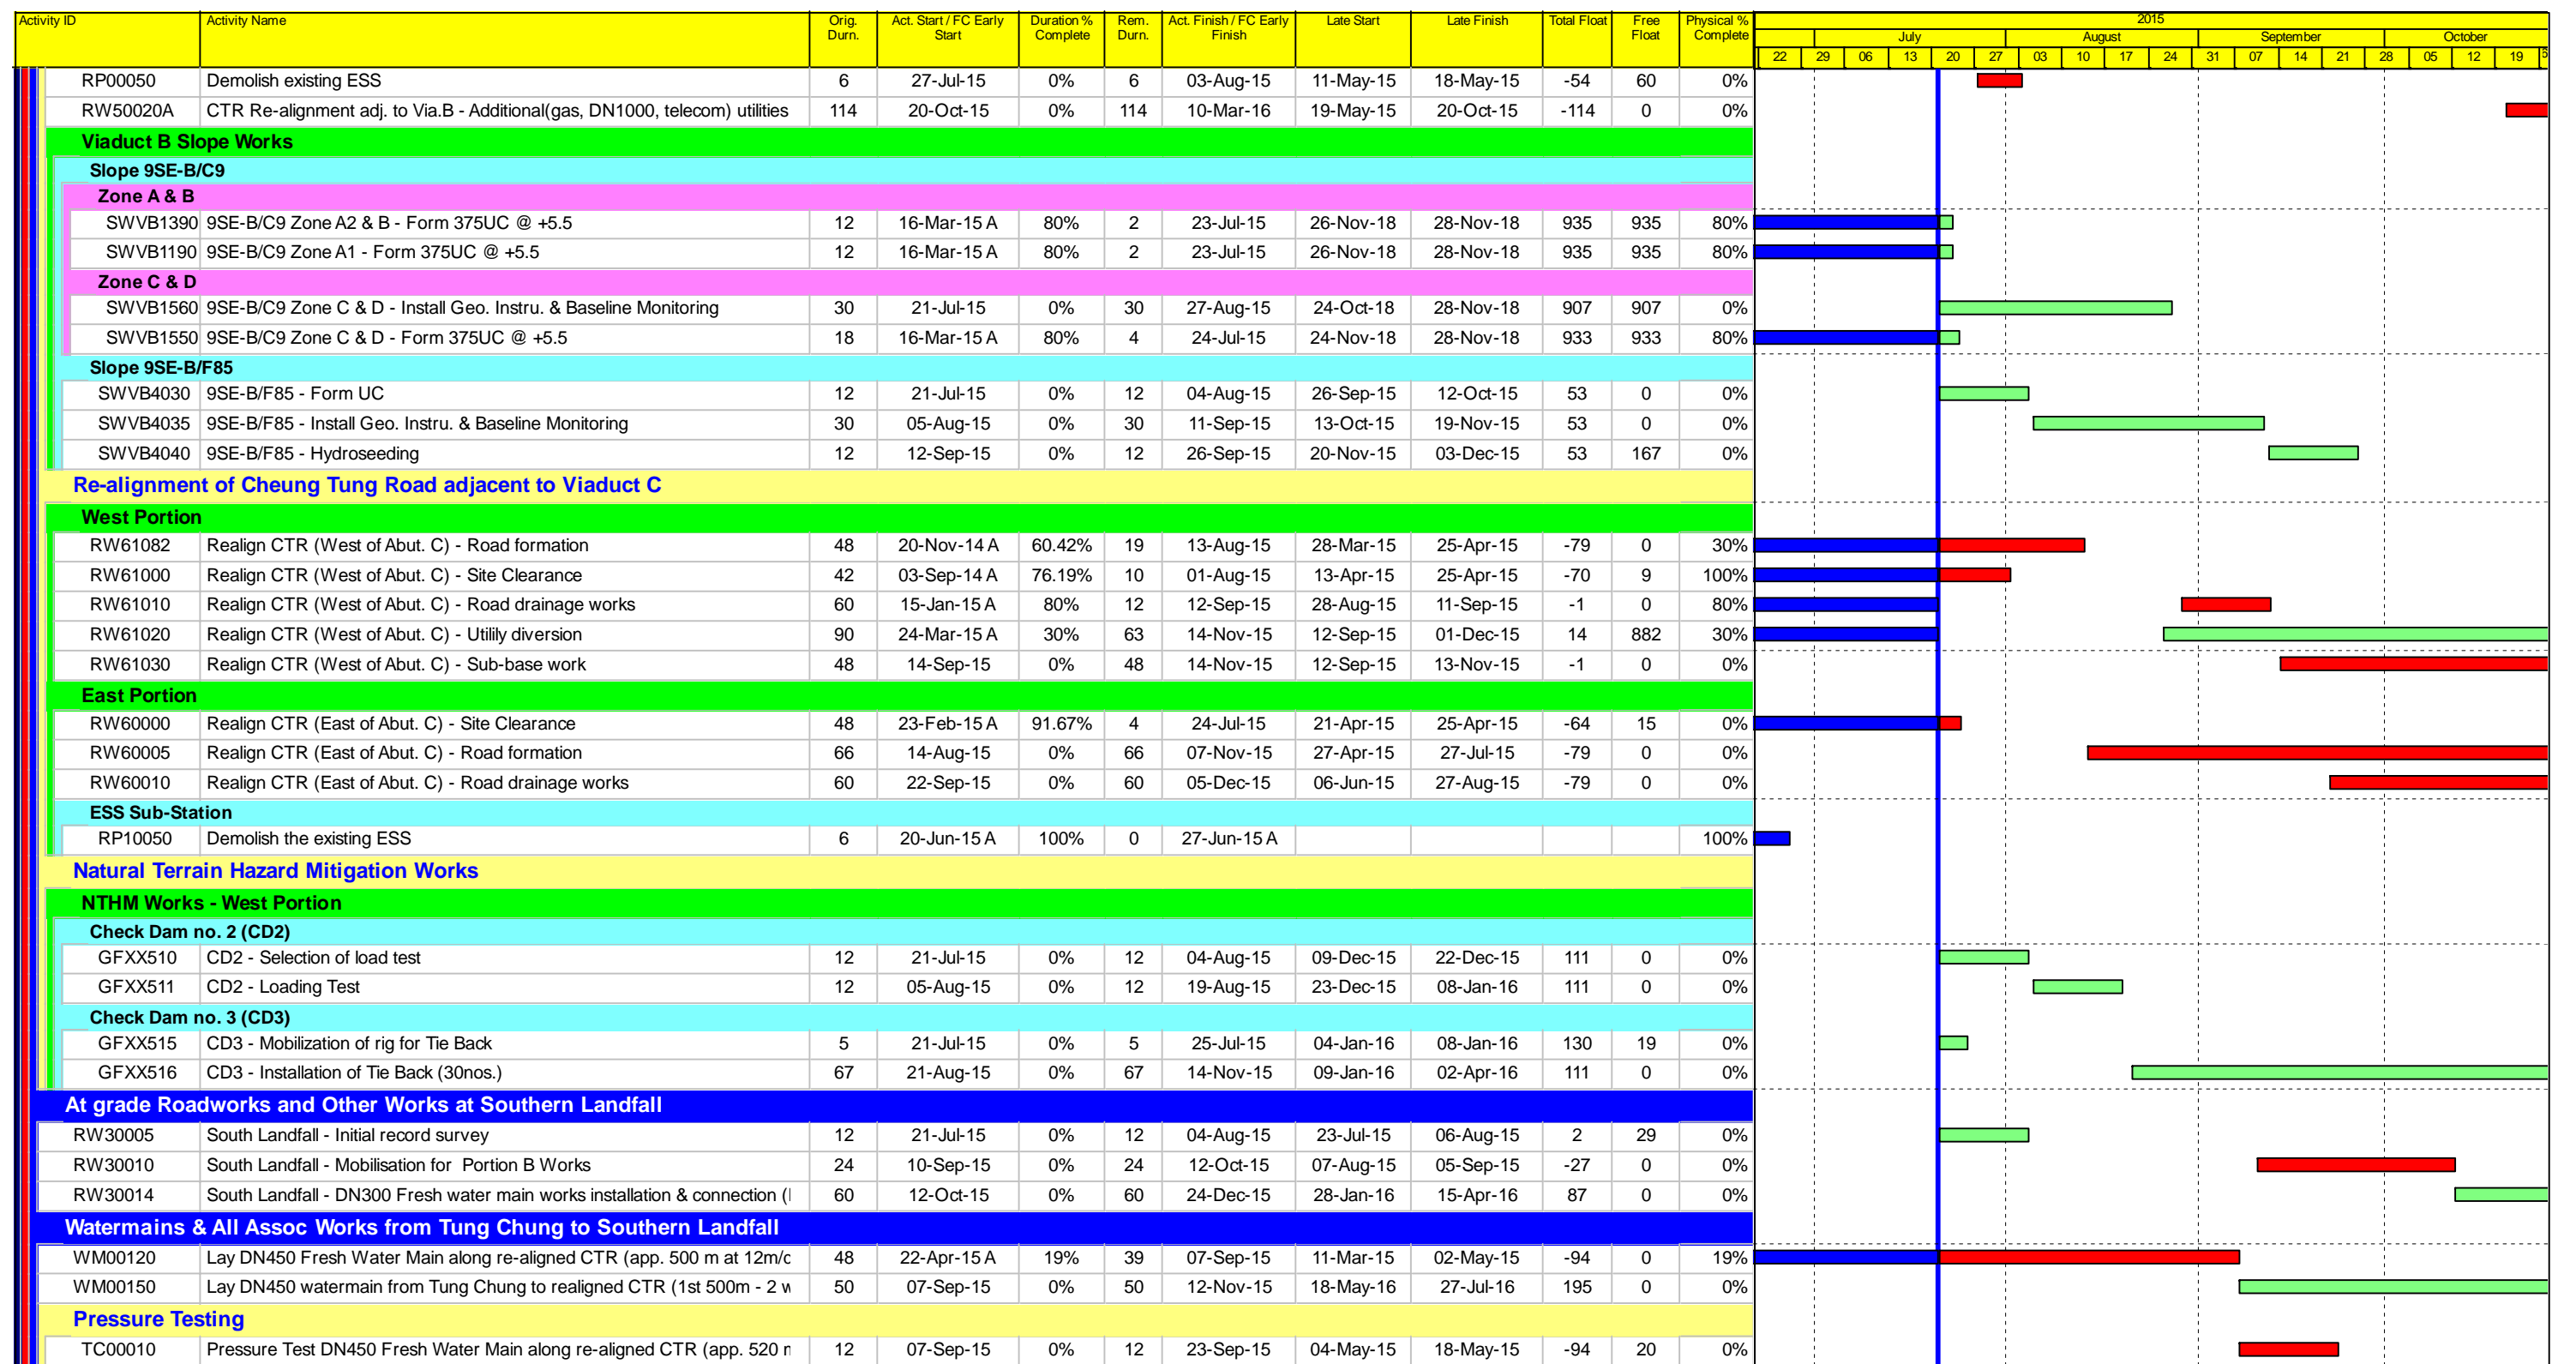 Activity ID Activity Name Orig. Durn. Act. Start / FC Early Start Duration % Complete Rem. Durn. Act. Finish / FC Early Finish Late Start Late Finish Total Float Free Float Physical % Complete 2015
July August September October
22 29 06 13 20 27 03 10 17 24 31 07 14 21 28 05 12 19
RP00050 Demolish existing ESS 6 27-Jul-15 0% 6 03-Aug-15 11-May-15 18-May-15 -54 60 0%
RW50020A CTR Re-alignment adj. to Via.B - Additional(gas, DN1000, telecom) utilities 114 20-Oct-15 0% 114 10-Mar-16 19-May-15 20-Oct-15 -114 0 0%
Viaduct B Slope Works
Slope 9SE-B/C9
Zone A & B
SWVB1390 9SE-B/C9 Zone A2 & B - Form 375UC @ +5.5 12 16-Mar-15 A 80% 2 23-Jul-15 26-Nov-18 28-Nov-18 935 935 80%
SWVB1190 9SE-B/C9 Zone A1 - Form 375UC @ +5.5 12 16-Mar-15 A 80% 2 23-Jul-15 26-Nov-18 28-Nov-18 935 935 80%
Zone C & D
SWVB1560 9SE-B/C9 Zone C & D - Install Geo. Instru. & Baseline Monitoring 30 21-Jul-15 0% 30 27-Aug-15 24-Oct-18 28-Nov-18 907 907 0%
SWVB1550 9SE-B/C9 Zone C & D - Form 375UC @ +5.5 18 16-Mar-15 A 80% 4 24-Jul-15 24-Nov-18 28-Nov-18 933 933 80%
Slope 9SE-B/F85
SWVB4030 9SE-B/F85 - Form UC 12 21-Jul-15 0% 12 04-Aug-15 26-Sep-15 12-Oct-15 53 0 0%
SWVB4035 9SE-B/F85 - Install Geo. Instru. & Baseline Monitoring 30 05-Aug-15 0% 30 11-Sep-15 13-Oct-15 19-Nov-15 53 0 0%
SWVB4040 9SE-B/F85 - Hydroseeding 12 12-Sep-15 0% 12 26-Sep-15 20-Nov-15 03-Dec-15 53 167 0%
Re-alignment of Cheung Tung Road adjacent to Viaduct C
West Portion
RW61082 Realign CTR (West of Abut. C) - Road formation 48 20-Nov-14 A 60.42% 19 13-Aug-15 28-Mar-15 25-Apr-15 -79 0 30%
RW61000 Realign CTR (West of Abut. C) - Site Clearance 42 03-Sep-14 A 76.19% 10 01-Aug-15 13-Apr-15 25-Apr-15 -70 9 100%
RW61010 Realign CTR (West of Abut. C) - Road drainage works 60 15-Jan-15 A 80% 12 12-Sep-15 28-Aug-15 11-Sep-15 -1 0 80%
RW61020 Realign CTR (West of Abut. C) - Utilily diversion 90 24-Mar-15 A 30% 63 14-Nov-15 12-Sep-15 01-Dec-15 14 882 30%
RW61030 Realign CTR (West of Abut. C) - Sub-base work 48 14-Sep-15 0% 48 14-Nov-15 12-Sep-15 13-Nov-15 -1 0 0%
East Portion
RW60000 Realign CTR (East of Abut. C) - Site Clearance 48 23-Feb-15 A 91.67% 4 24-Jul-15 21-Apr-15 25-Apr-15 -64 15 0%
RW60005 Realign CTR (East of Abut. C) - Road formation 66 14-Aug-15 0% 66 07-Nov-15 27-Apr-15 27-Jul-15 -79 0 0%
RW60010 Realign CTR (East of Abut. C) - Road drainage works 60 22-Sep-15 0% 60 05-Dec-15 06-Jun-15 27-Aug-15 -79 0 0%
ESS Sub-Station
RP10050 Demolish the existing ESS 6 20-Jun-15 A 100% 0 27-Jun-15 A 100%
Natural Terrain Hazard Mitigation Works
NTHM Works - West Portion
Check Dam no. 2 (CD2)
GFXX510 CD2 - Selection of load test 12 21-Jul-15 0% 12 04-Aug-15 09-Dec-15 22-Dec-15 111 0 0%
GFXX511 CD2 - Loading Test 12 05-Aug-15 0% 12 19-Aug-15 23-Dec-15 08-Jan-16 111 0 0%
Check Dam no. 3 (CD3)
GFXX515 CD3 - Mobilization of rig for Tie Back 5 21-Jul-15 0% 5 25-Jul-15 04-Jan-16 08-Jan-16 130 19 0%
GFXX516 CD3 - Installation of Tie Back (30nos.) 67 21-Aug-15 0% 67 14-Nov-15 09-Jan-16 02-Apr-16 111 0 0%
At grade Roadworks and Other Works at Southern Landfall
RW30005 South Landfall - Initial record survey 12 21-Jul-15 0% 12 04-Aug-15 23-Jul-15 06-Aug-15 2 29 0%
RW30010 South Landfall - Mobilisation for Portion B Works 24 10-Sep-15 0% 24 12-Oct-15 07-Aug-15 05-Sep-15 -27 0 0%
RW30014 South Landfall - DN300 Fresh water main works installation & connection ( 60 12-Oct-15 0% 60 24-Dec-15 28-Jan-16 15-Apr-16 87 0 0%
Watermains & All Assoc Works from Tung Chung to Southern Landfall
WM00120 Lay DN450 Fresh Water Main along re-aligned CTR (app. 500 m at 12m/ 48 22-Apr-15 A 19% 39 07-Sep-15 11-Mar-15 02-May-15 -94 0 19%
WM00150 Lay DN450 watermain from Tung Chung to realigned CTR (1st 500m - 2 50 07-Sep-15 0% 50 12-Nov-15 18-May-16 27-Jul-16 195 0 0%
Pressure Testing
TC00010 Pressure Test DN450 Fresh Water Main along re-aligned CTR (app. 520 12 07-Sep-15 0% 12 23-Sep-15 04-May-15 18-May-15 -94 20 0%